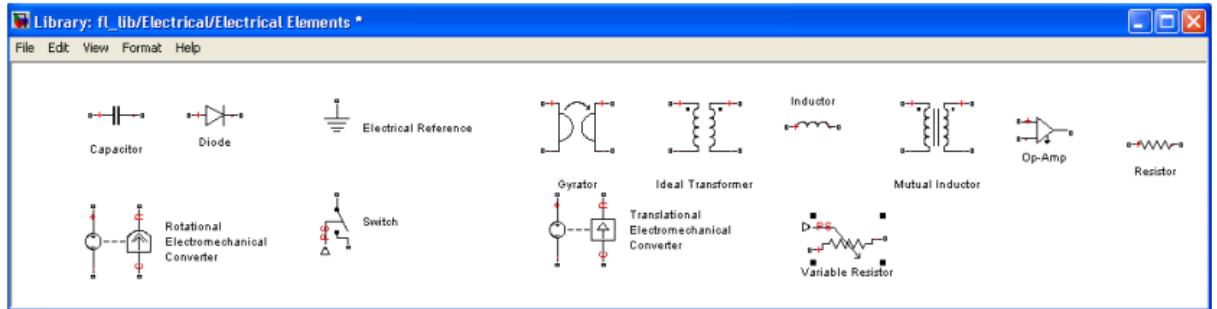 Library: fl_lib/Electrical/Electrical Elements *
File Edit View Format Help
Capacitor
Diode
Electrical Reference
Gyrator
Ideal Transformer
Inductor
Mutual Inductor
Op-Amp
Resistor
Rotational
Electromechanical
Converter
Switch
Translational
Electromechanical
Converter
PS
Variable Resistor